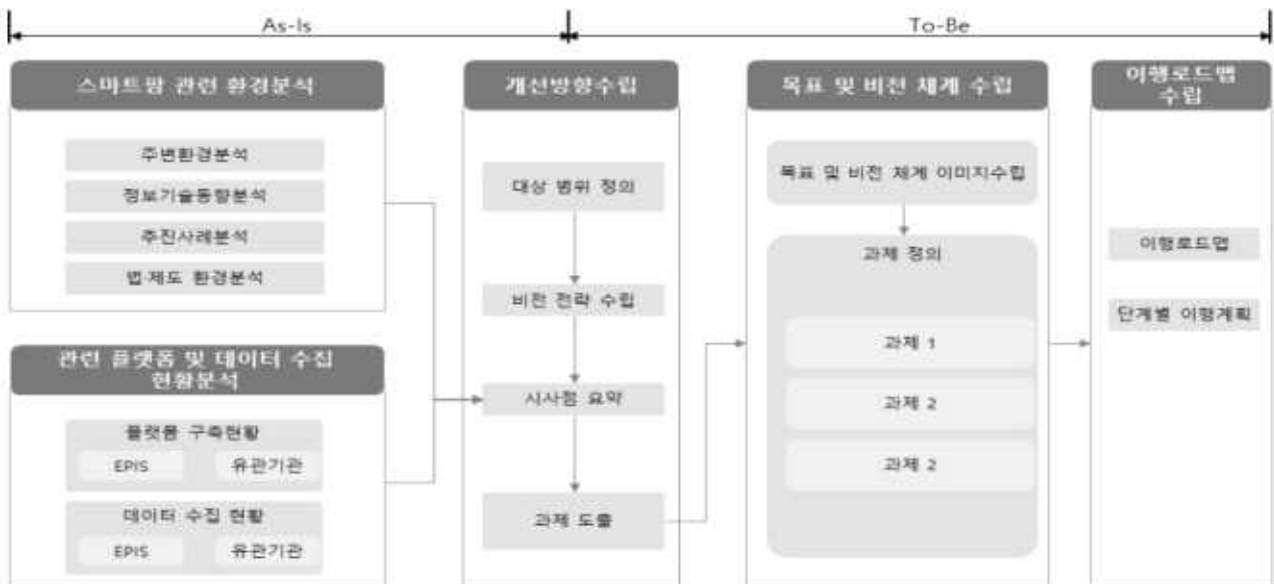 As-Is
To-Be
스마트팜 관련 환경분석
주변환경분석
정보기술동향분석
추진사례분석
법·제도 환경분석
관련 플랫폼 및 데이터 수집
현황분석
플랫폼 구축현황
EPIS
유관기관
데이터 수집 현황
EPIS
유관기관
개선방향수립
대상 범위 정의
비전 전략 수립
시사점 요약
과제 도출
목표 및 비전 체계 수립
목표 및 비전 체계 이미지수립
과제 정의
과제 1
과제 2
과제 2
이행로드맵
수립
이행로드맵
단계별 이행계획